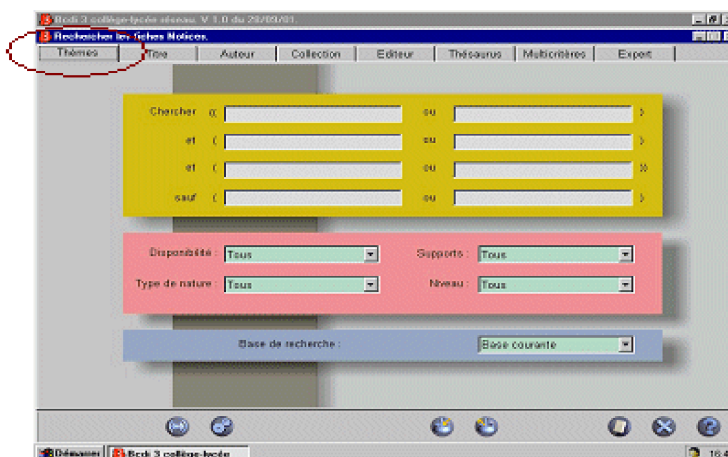 Bcdi 3 collège-lycée réseau. V 1.0 du 28/09/01.
Rechercher les fiches Notices.
Thèmes Titre Auteur Collection Editeur Thésaurus Multicritères Expert
Chercher (( ou )
et ( ou )
et ( ou ))
sauf ( ou )
Disponibilité : Tous Supports : Tous
Type de nature : Tous Niveau : Tous
Base de recherche : Base courante
Démarrer Bcdi 3 collège-lycée